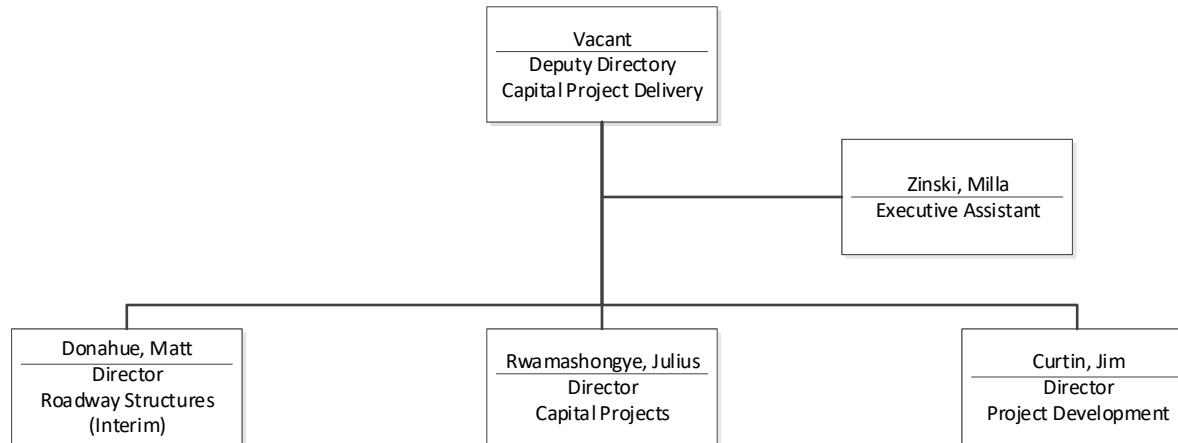 Vacant
Deputy Directory
Capital Project Delivery
Zinski, Milla
Executive Assistant
Donahue, Matt
Director
Roadway Structures
(Interim)
Rwamashongye, Julius
Director
Capital Projects
Curtin, Jim
Director
Project Development